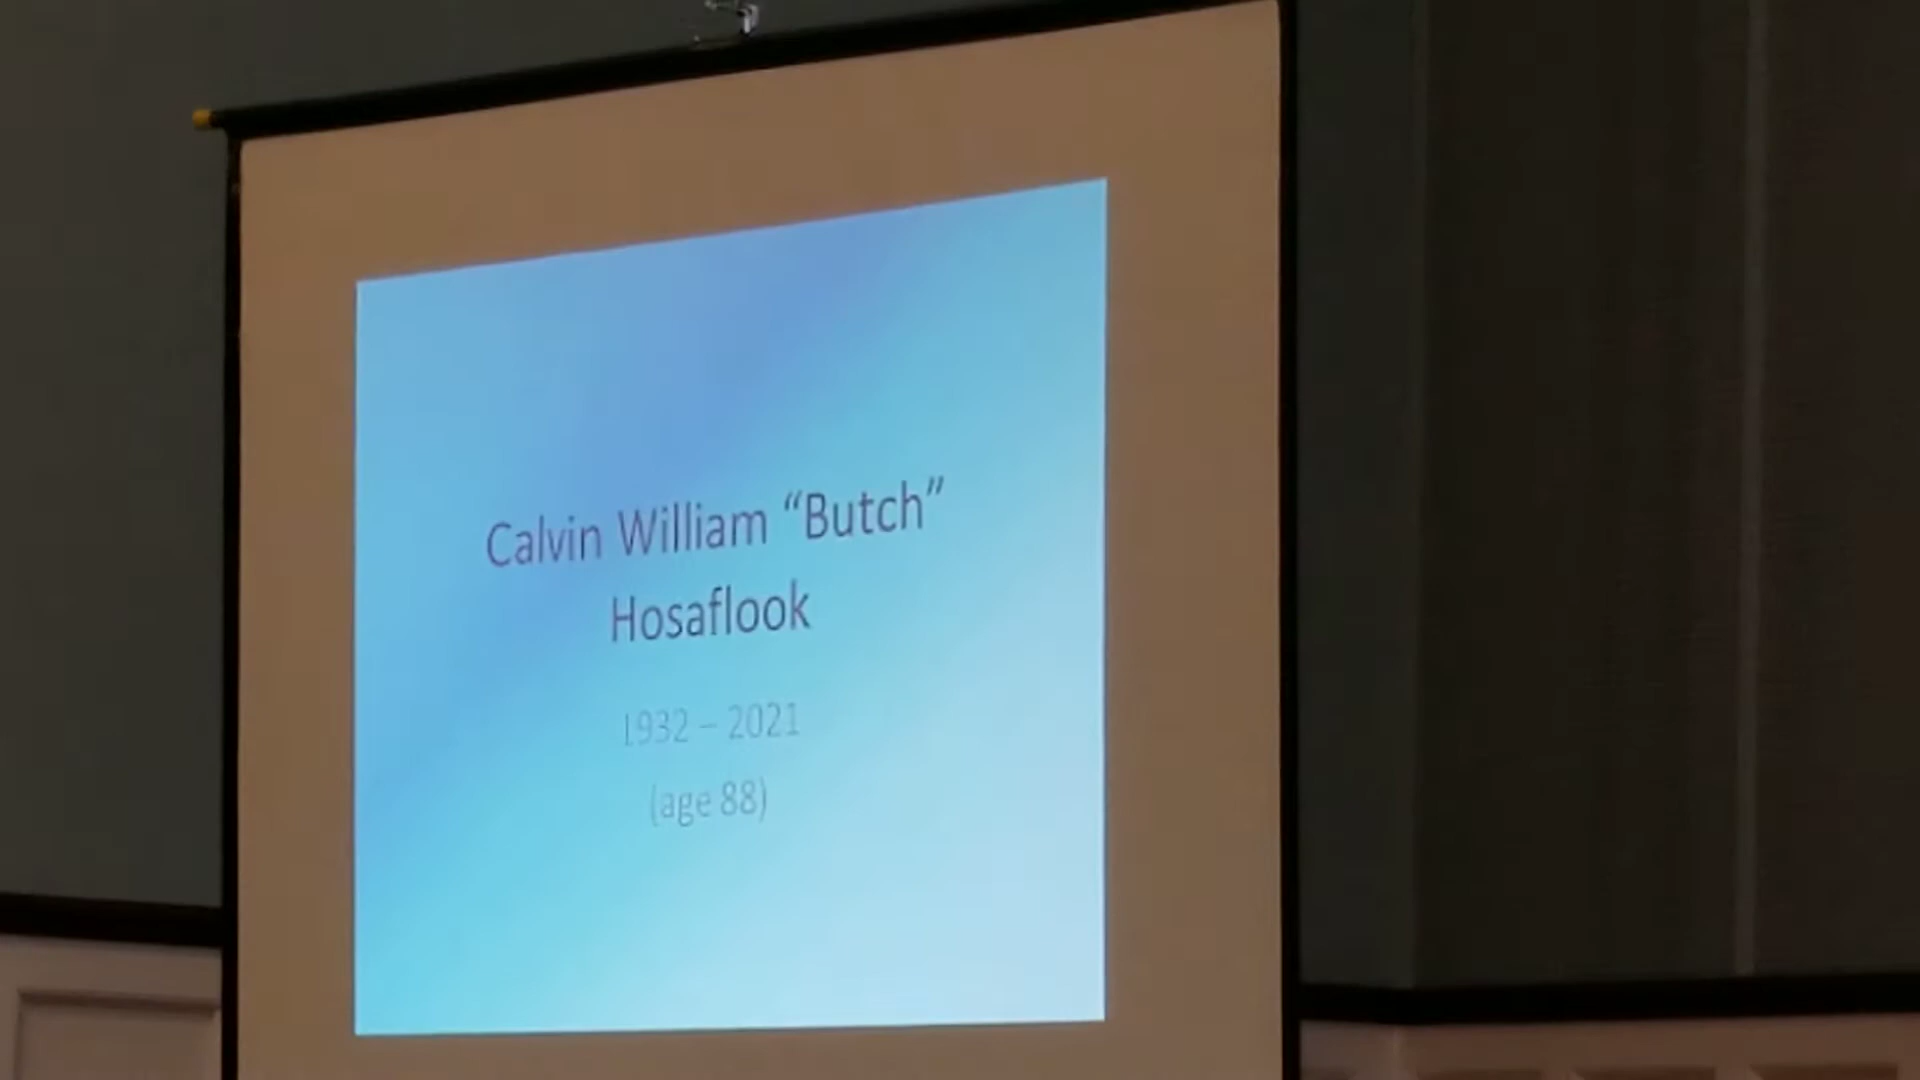 Calvin William “Butch”
Hosaflook
1932 – 2021
(age 88)